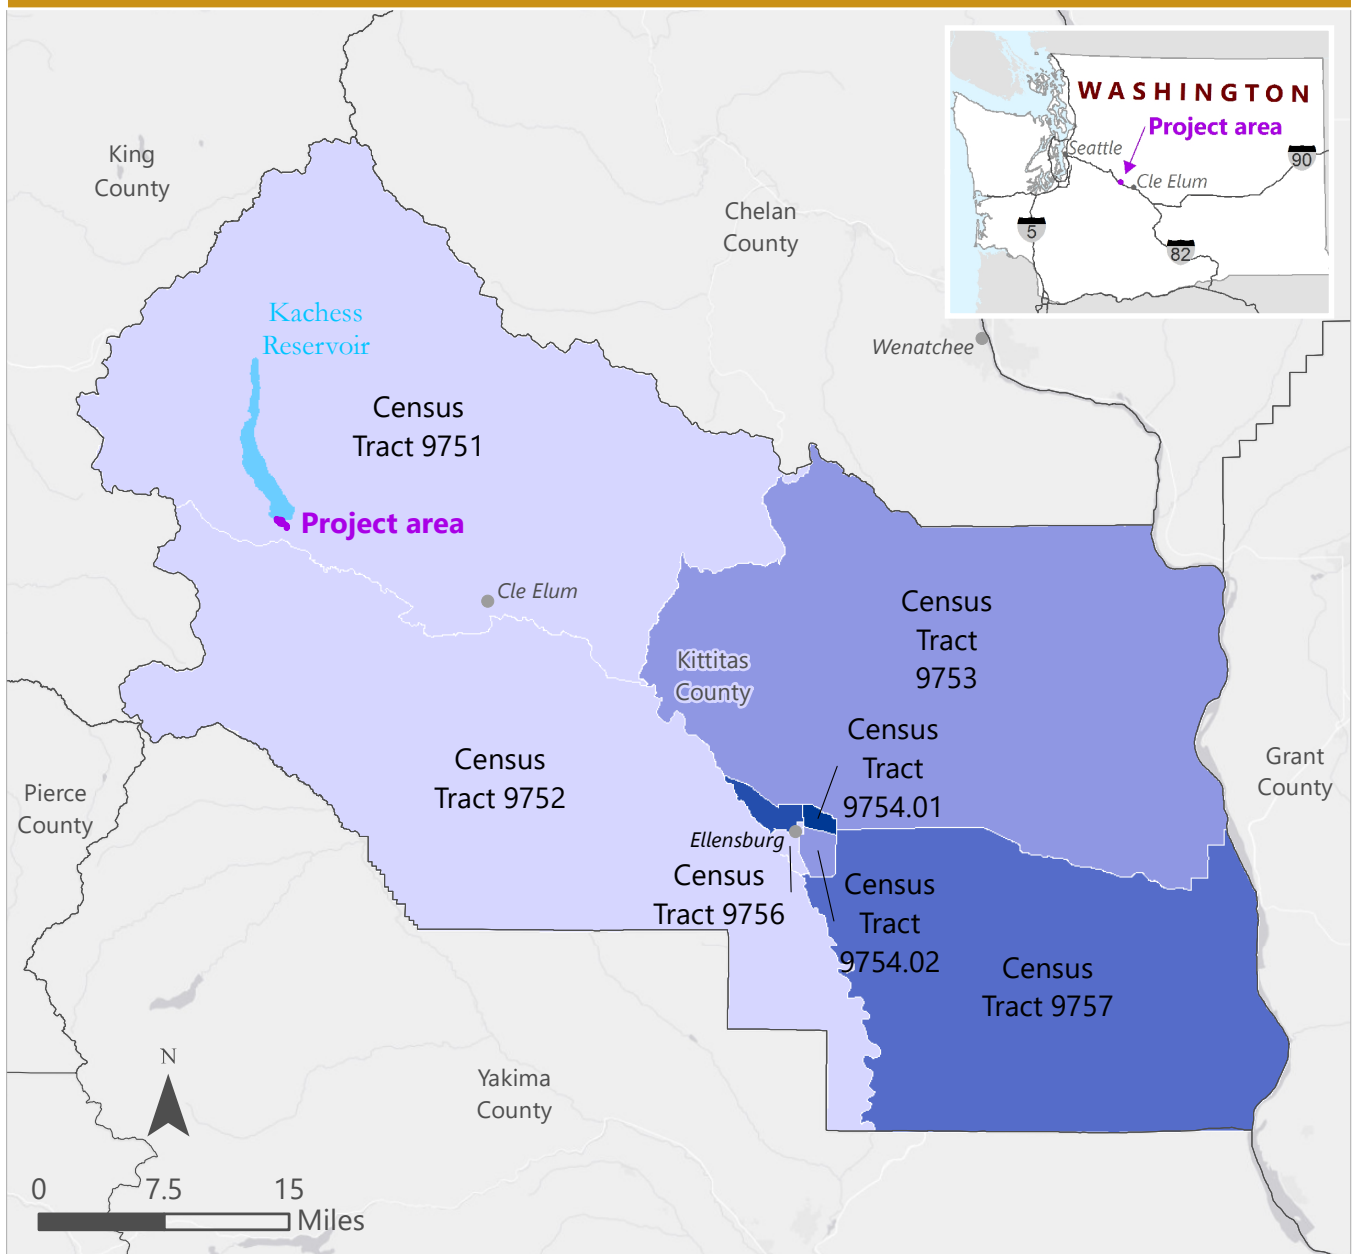 WASHINGTON
Project area
Seattle
Cle Elum
90
5
82
King
County
Chelan
County
Kachess
Reservoir
Wenatchee
Census
Tract 9751
Project area
Cle Elum
Census
Tract
9753
Kittitas
County
Census
Tract
9754.01
Census
Tract 9752
Grant
County
Pierce
County
Ellensburg
Census
Tract 9756
Census
Tract
9754.02
Census
Tract 9757
N
Yakima
County
0 7.5 15
Miles